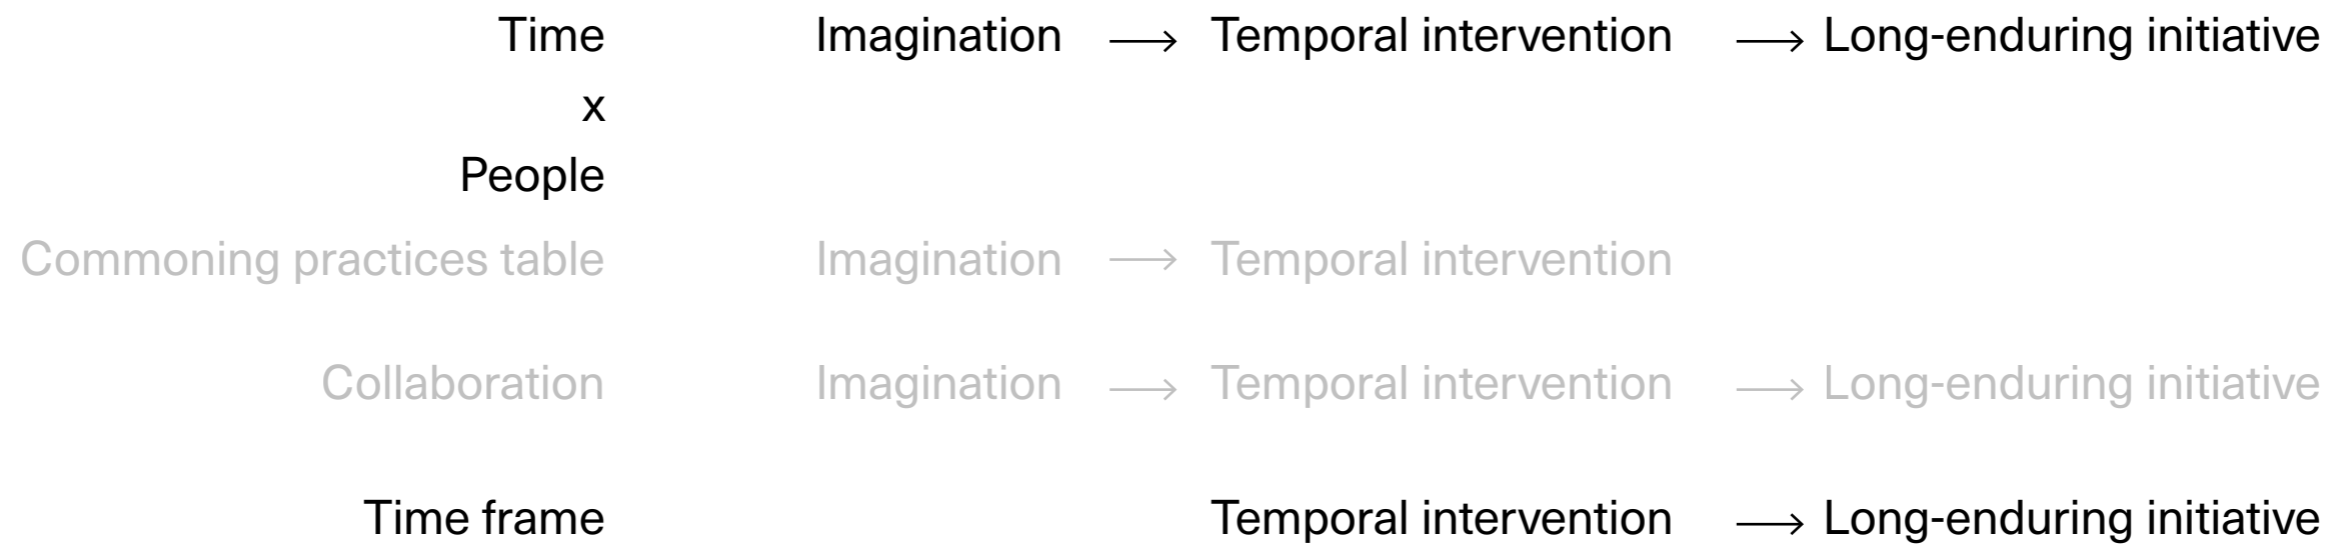 Time Imagination → Temporal intervention → Long-enduring initiative
x
People
Commoning practices table Imagination → Temporal intervention
Collaboration Imagination → Temporal intervention → Long-enduring initiative
Time frame Temporal intervention → Long-enduring initiative